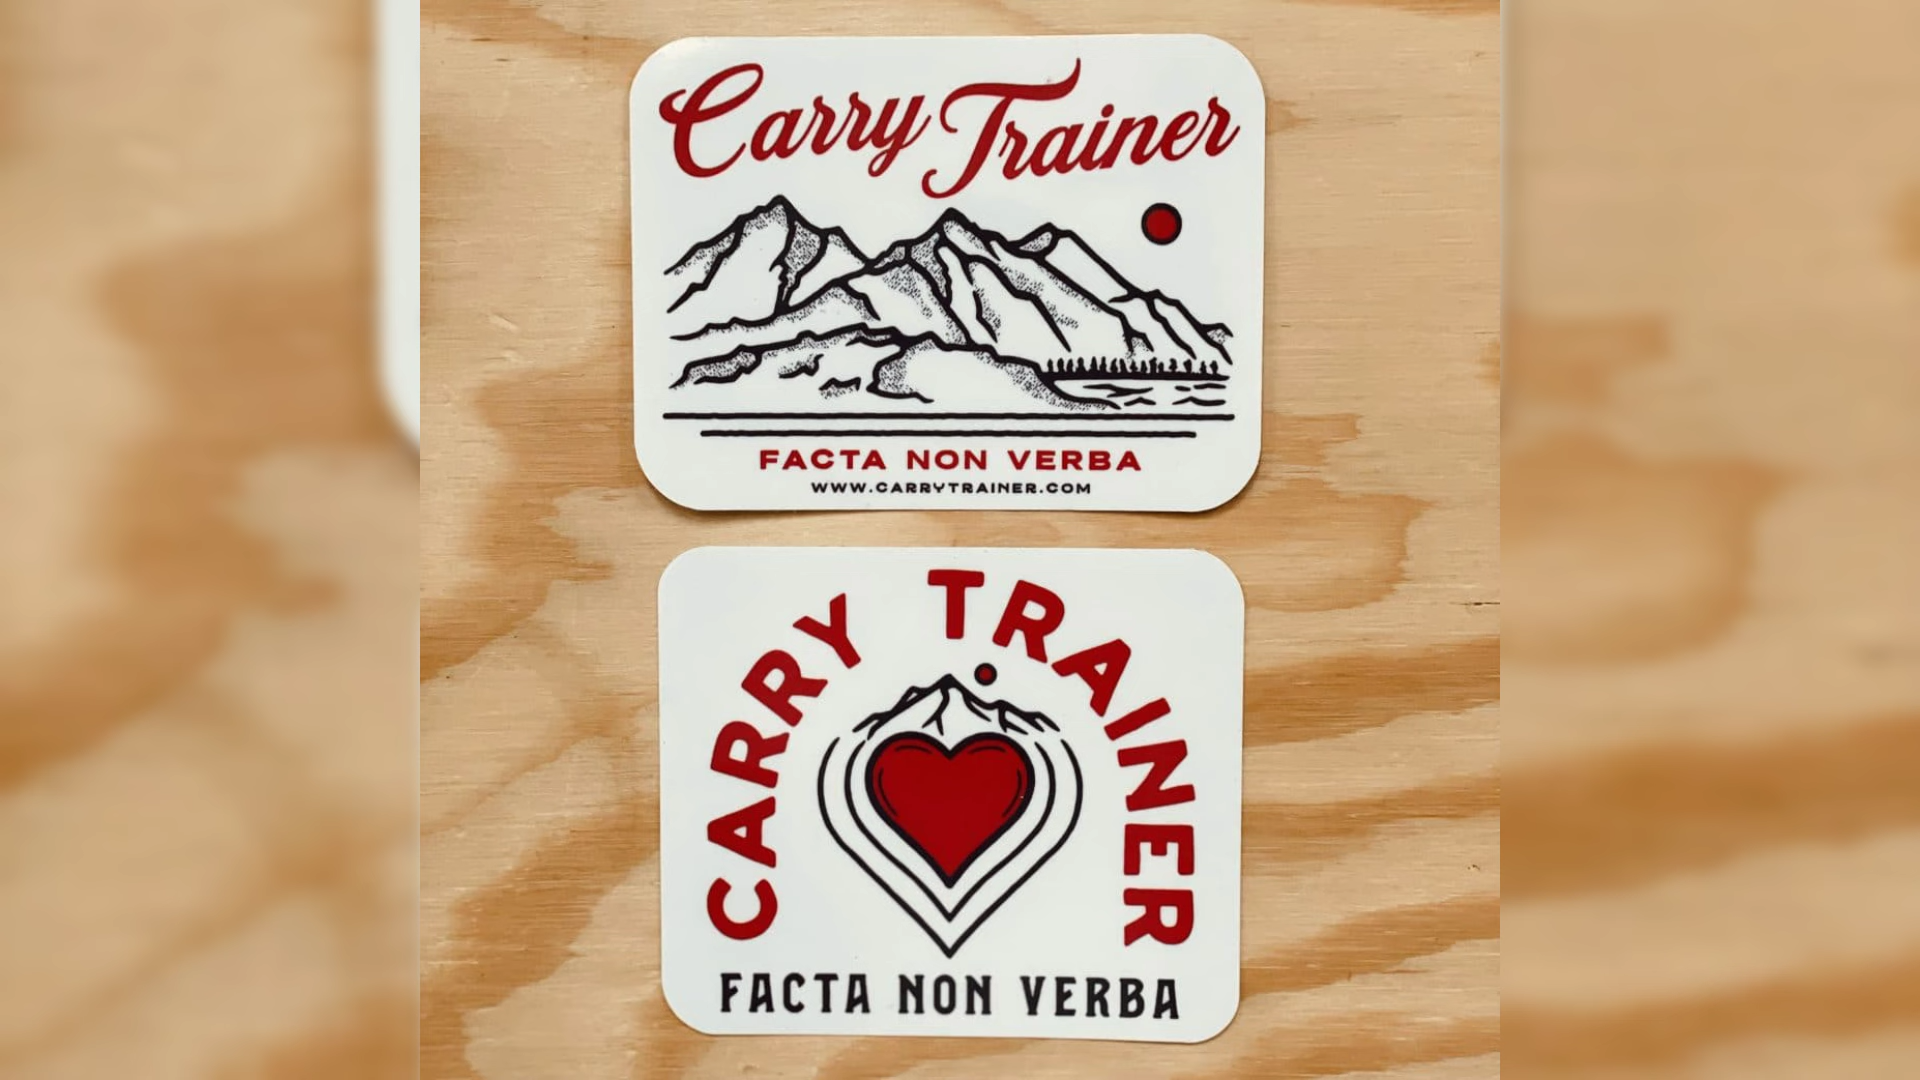 Carry Trainer
FACTA NON VERBA
WWW.CARRYTRAINER.COM
CARRY TRAINER
FACTA NON VERBA